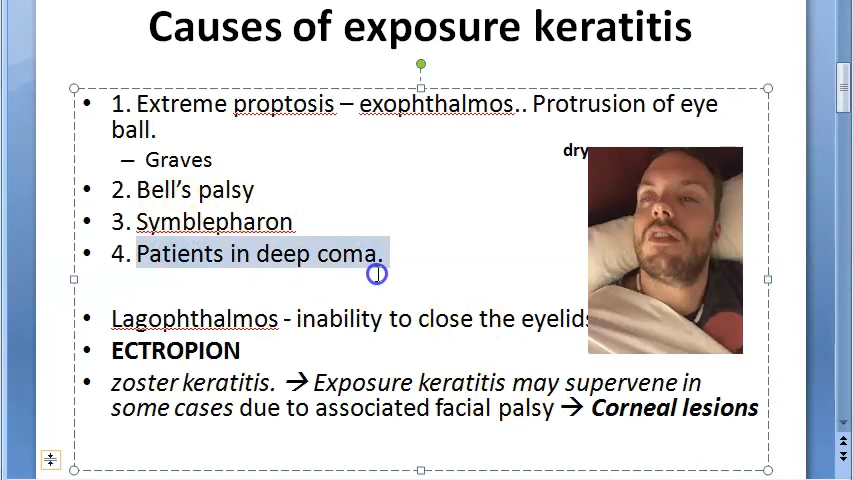 Causes of exposure keratitis
• 1. Extreme proptosis – exophthalmos.. Protrusion of eye
ball.
– Graves
dry
• 2. Bell's palsy
• 3. Symblepharon
• 4. Patients in deep coma.
• Lagophthalmos - inability to close the eyelids
• ECTROPION
• zoster keratitis. → Exposure keratitis may supervene in
some cases due to associated facial palsy → Corneal lesions